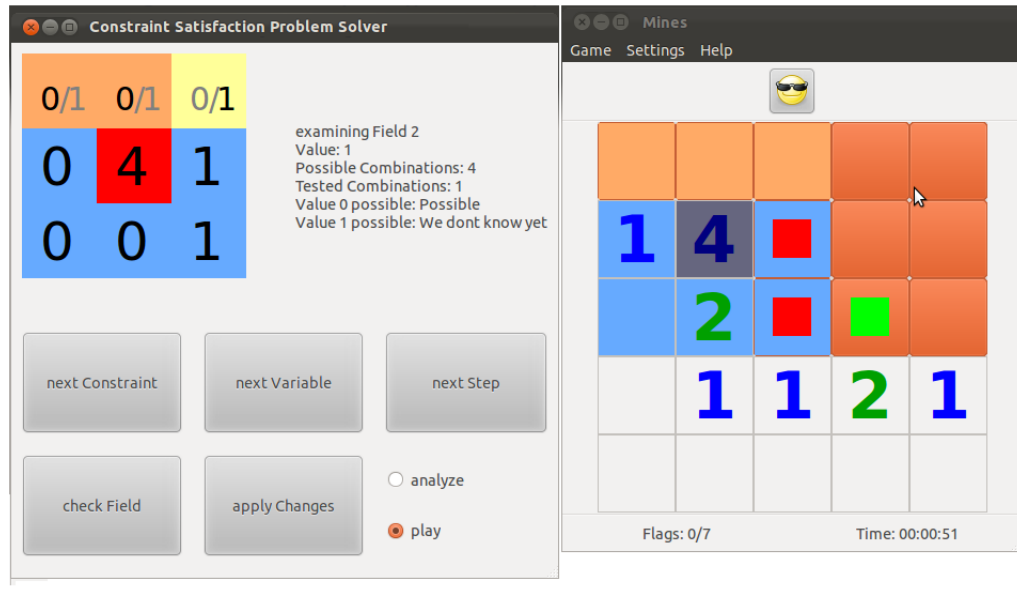 Constraint Satisfaction Problem Solver
0/1 0/1 0/1
0 4 1
0 0 1
examining Field 2
Value: 1
Possible Combinations: 4
Tested Combinations: 1
Value 0 possible: Possible
Value 1 possible: We dont know yet
next Constraint
next Variable
next Step
check Field
apply Changes
analyze
play
Mines
Game Settings Help
1 4
2
1 1 2 1
Flags: 0/7
Time: 00:00:51